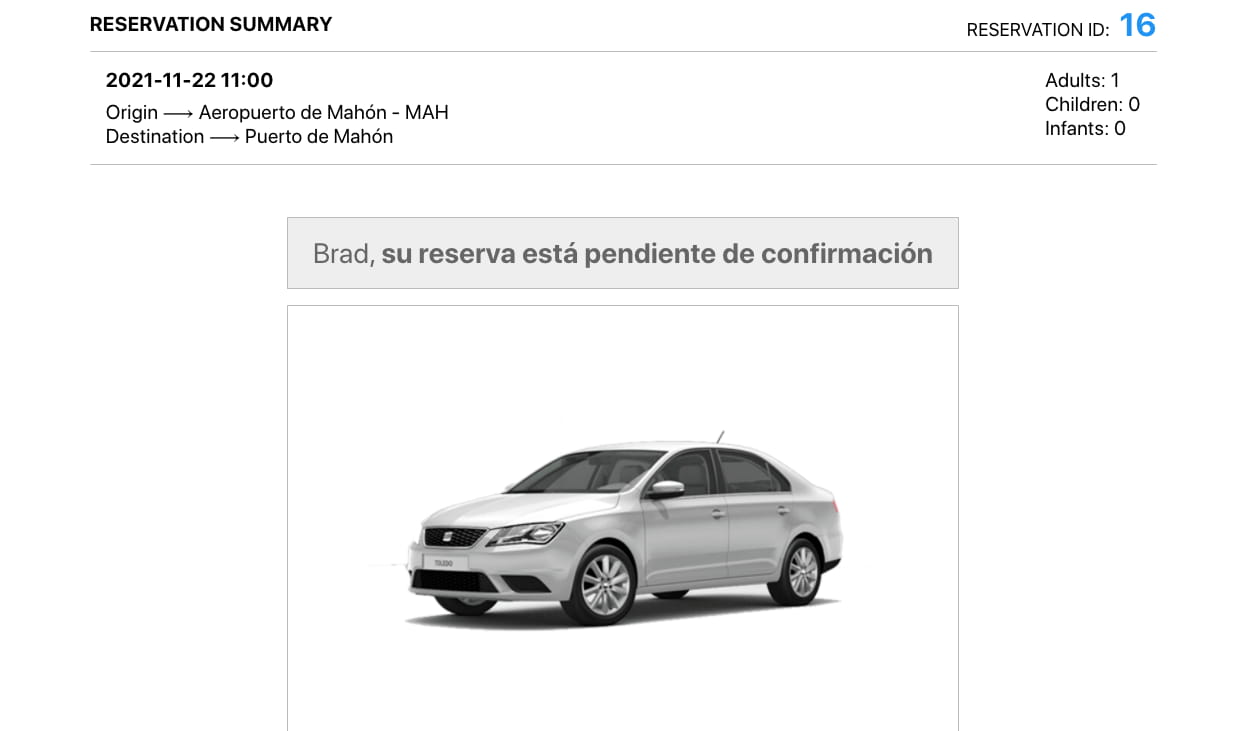 RESERVATION SUMMARY
RESERVATION ID: 16
2021-11-22 11:00
Origin ⟶ Aeropuerto de Mahón - MAH
Destination ⟶ Puerto de Mahón
Adults: 1
Children: 0
Infants: 0
Brad, su reserva está pendiente de confirmación
TOLEDO